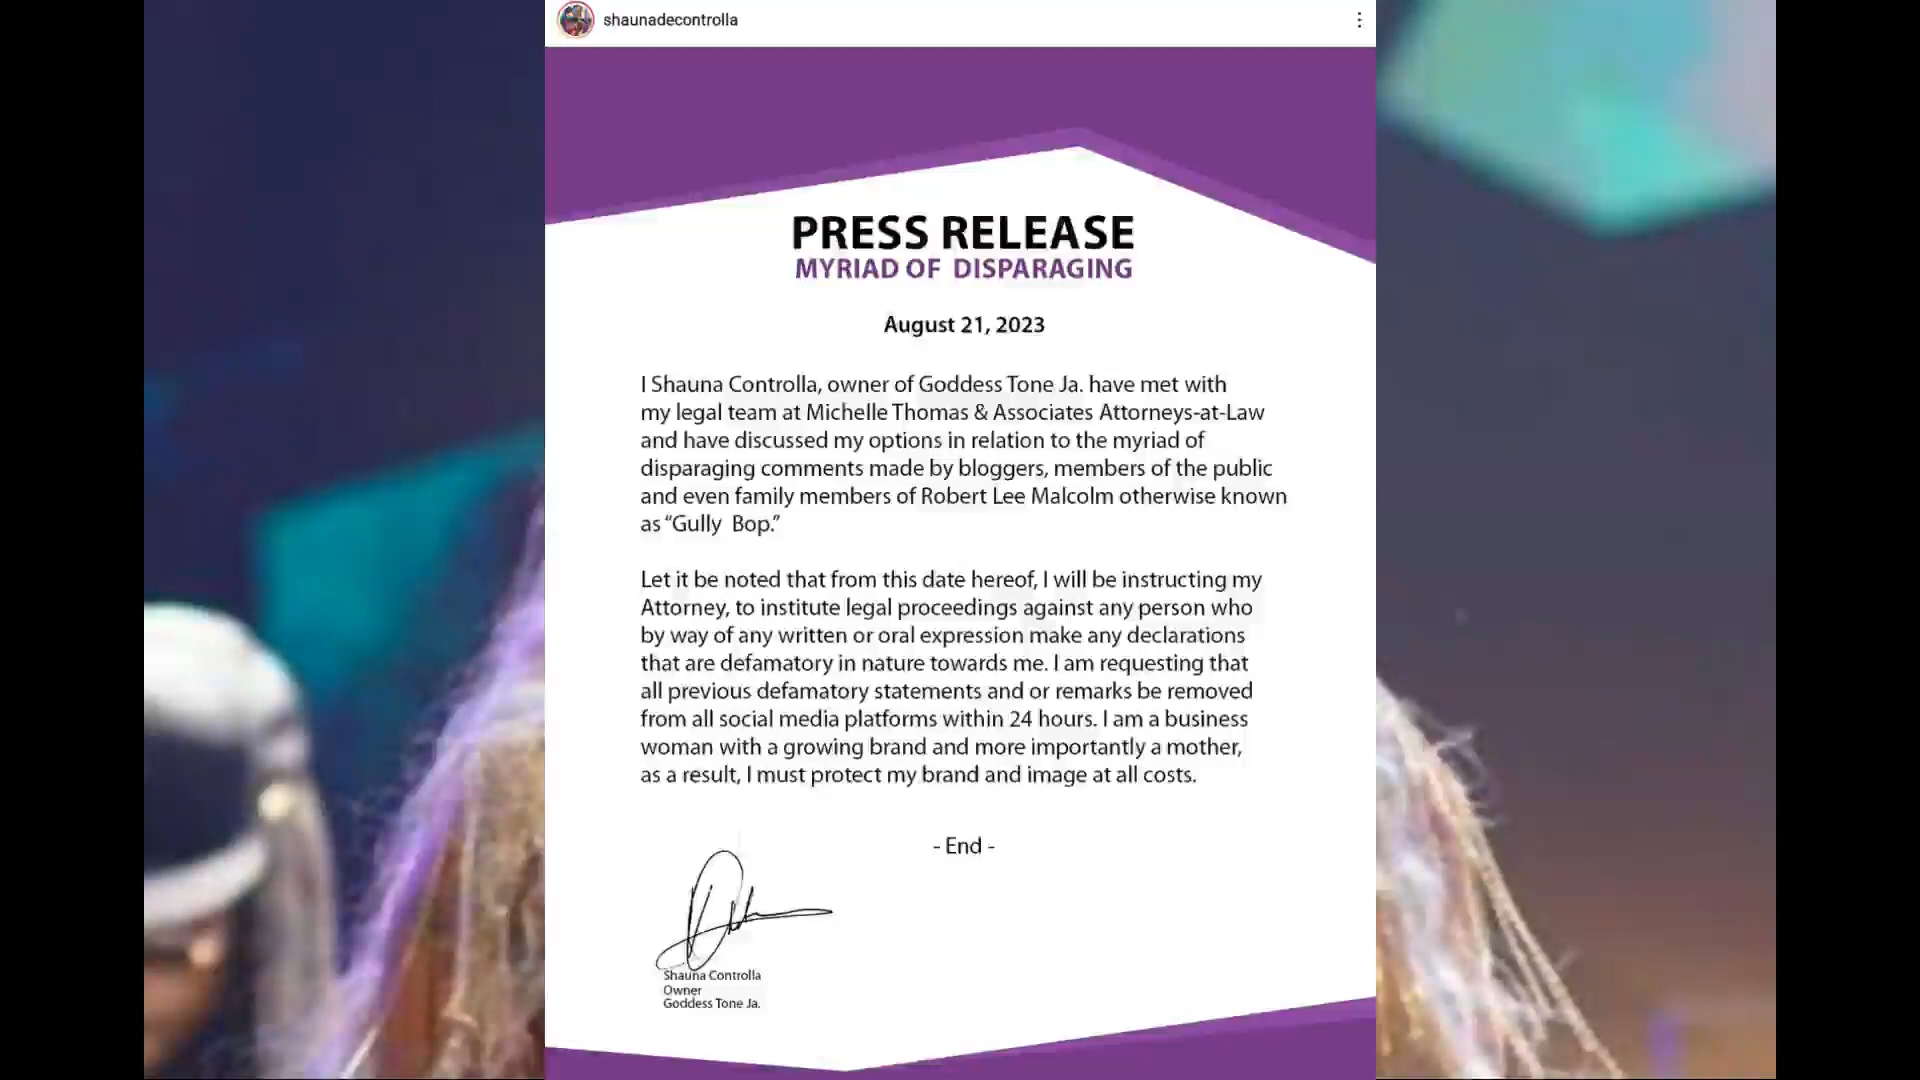 shaunadecontrolla
PRESS RELEASE
MYRIAD OF DISPARAGING
August 21, 2023
I Shauna Controlla, owner of Goddess Tone Ja. have met with
my legal team at Michelle Thomas & Associates Attorneys-at-Law
and have discussed my options in relation to the myriad of
disparaging comments made by bloggers, members of the public
and even family members of Robert Lee Malcolm otherwise known
as “Gully Bop.”
Let it be noted that from this date hereof, I will be instructing my
Attorney, to institute legal proceedings against any person who
by way of any written or oral expression make any declarations
that are defamatory in nature towards me. I am requesting that
all previous defamatory statements and or remarks be removed
from all social media platforms within 24 hours. I am a business
woman with a growing brand and more importantly a mother,
as a result, I must protect my brand and image at all costs.
- End -
Shauna Controlla
Owner
Goddess Tone Ja.